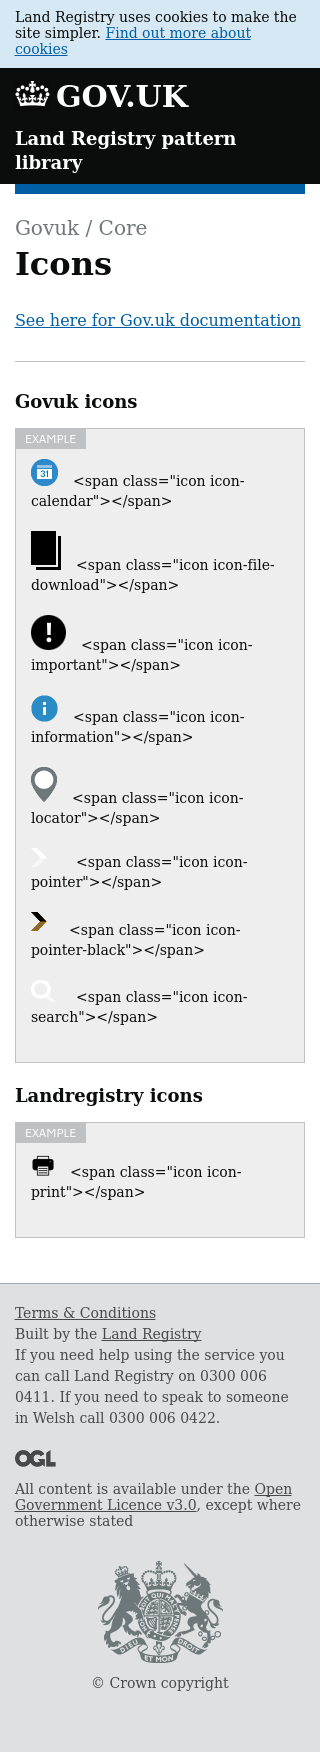 Land Registry uses cookies to make the
site simpler. Find out more about
cookies
GOV.UK
Land Registry pattern
library
Govuk / Core
Icons
See here for Gov.uk documentation
Govuk icons
EXAMPLE
31
<span class="icon icon-
calendar"></span>
<span class="icon icon-file-
download"></span>
<span class="icon icon-
important"></span>
<span class="icon icon-
information"></span>
<span class="icon icon-
locator"></span>
<span class="icon icon-
pointer"></span>
<span class="icon icon-
pointer-black"></span>
<span class="icon icon-
search"></span>
Landregistry icons
EXAMPLE
<span class="icon icon-
print"></span>
Terms & Conditions
Built by the Land Registry
If you need help using the service you
can call Land Registry on 0300 006
0411. If you need to speak to someone
in Welsh call 0300 006 0422.
OGL
All content is available under the Open
Government Licence v3.0, except where
otherwise stated
DIEU ET MON DROIT
© Crown copyright